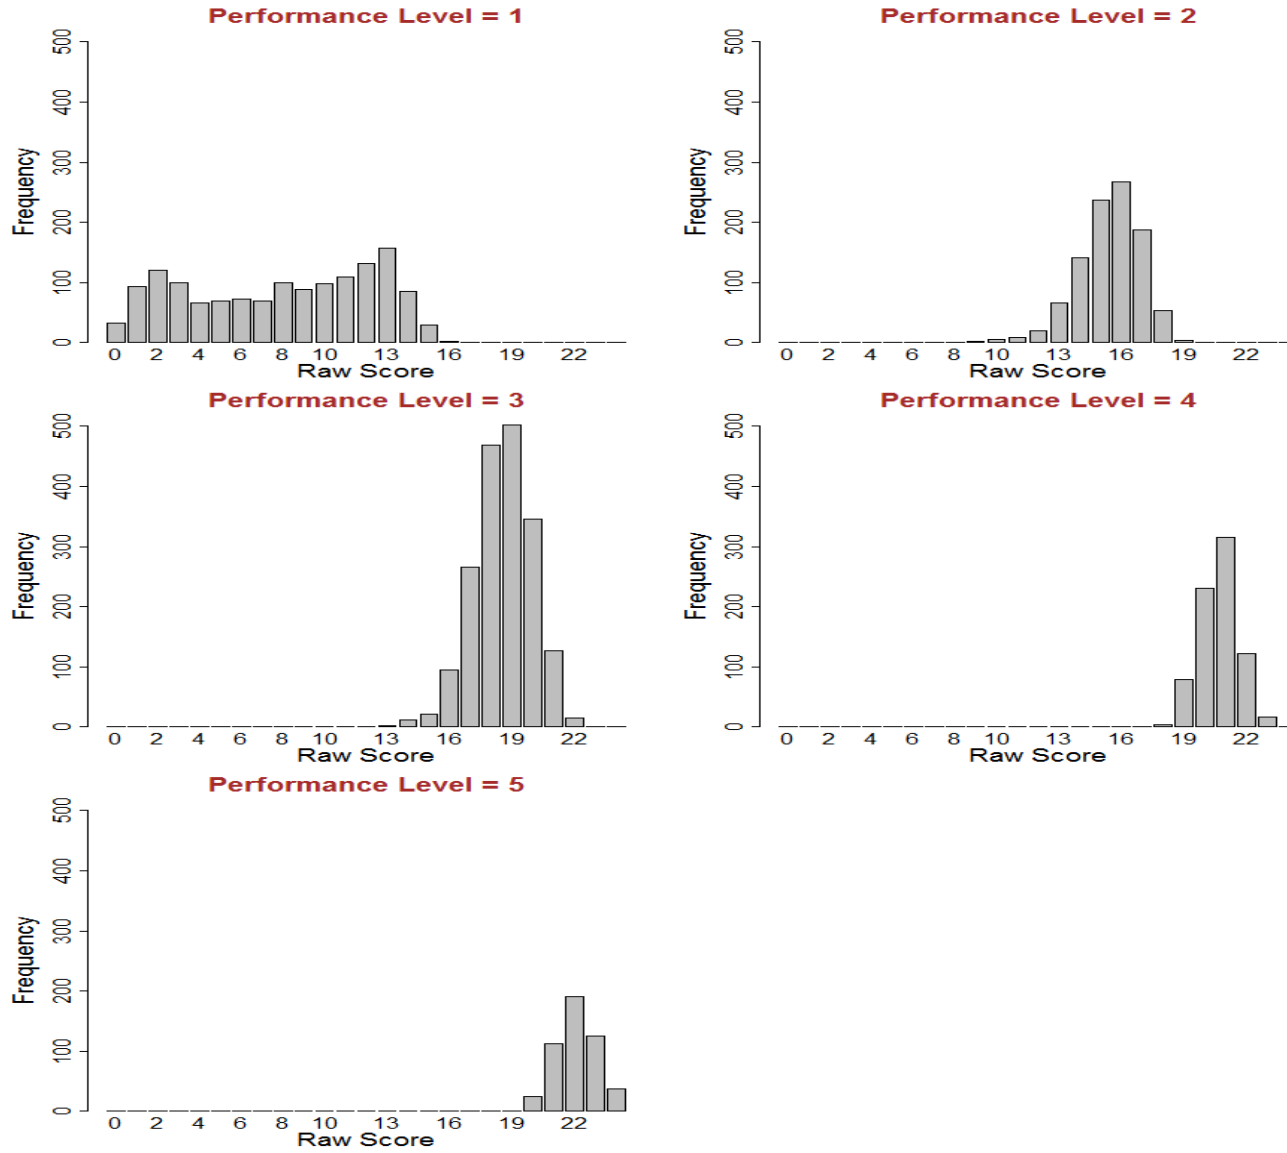 Performance Level = 1
500
400
300
200
100
0
Frequency
0 2 4 6 8 10 13 16 19 22
Raw Score
Performance Level = 2
500
400
300
200
100
0
Frequency
0 2 4 6 8 10 13 16 19 22
Raw Score
Performance Level = 3
500
400
300
200
100
0
Frequency
0 2 4 6 8 10 13 16 19 22
Raw Score
Performance Level = 4
500
400
300
200
100
0
Frequency
0 2 4 6 8 10 13 16 19 22
Raw Score
Performance Level = 5
500
400
300
200
100
0
Frequency
0 2 4 6 8 10 13 16 19 22
Raw Score